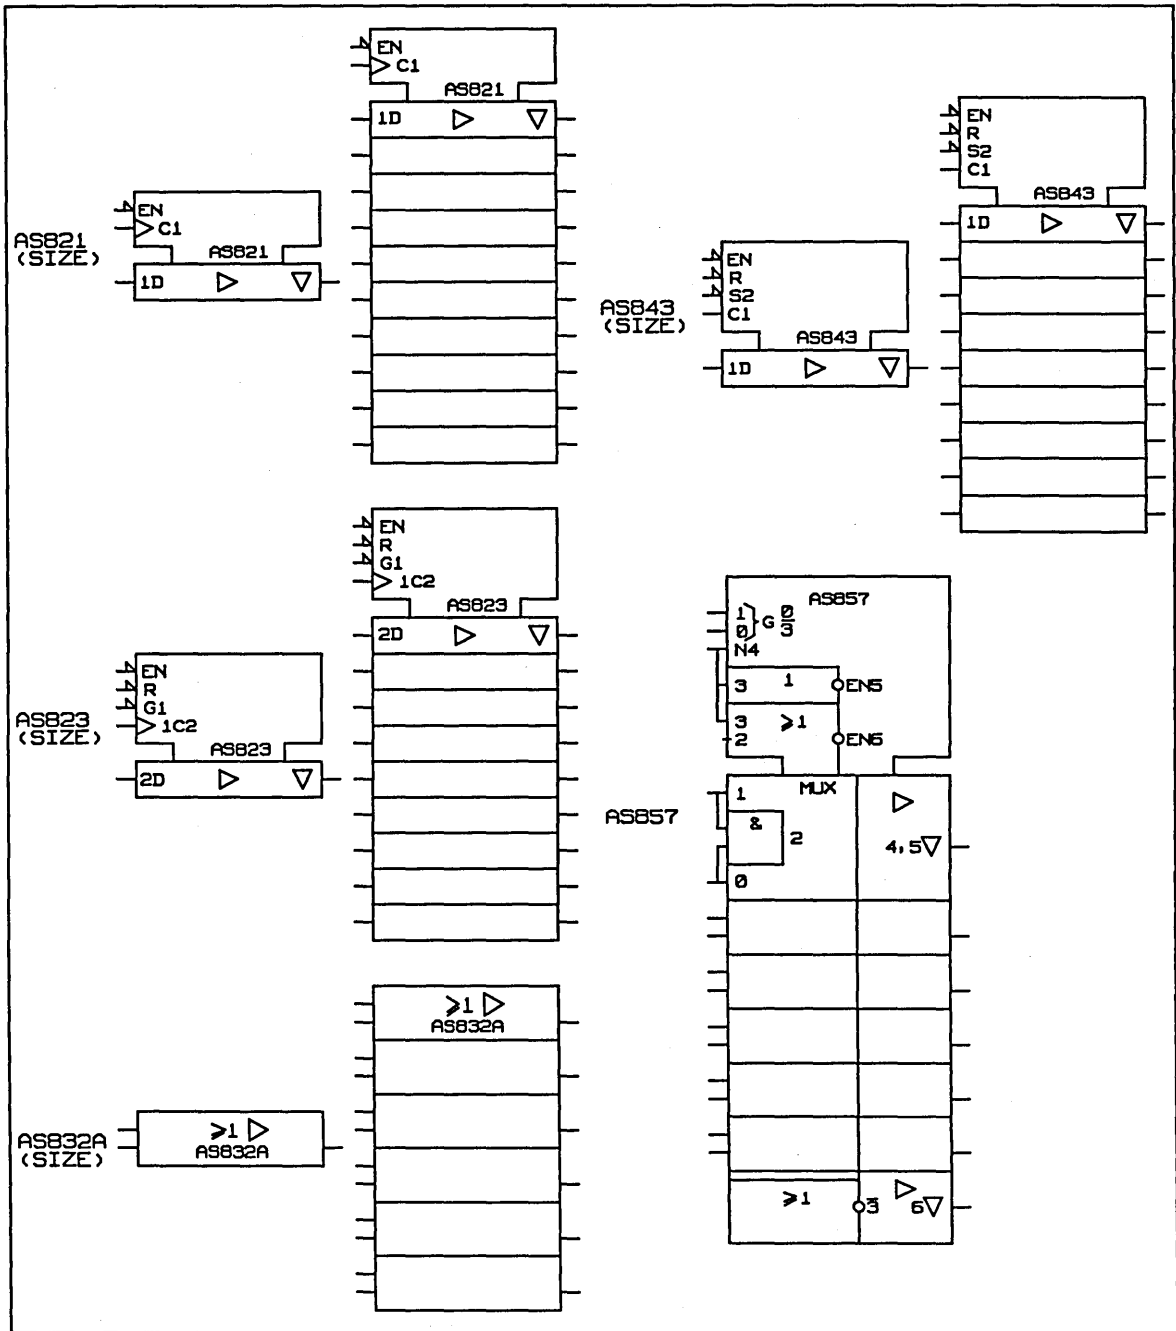 EN
C1
AS821
1D
EN
C1
AS821
(SIZE)
AS821
1D
EN
R
S2
C1
AS843
1D
EN
R
S2
C1
AS843
(SIZE)
AS843
1D
EN
R
G1
1C2
AS823
2D
EN
R
G1
1C2
AS823
(SIZE)
AS823
2D
AS857
1
0
G 0/3
N4
3 1 EN5
3 ≥1
2 EN6
MUX
AS857
1
&
2
4,5
0
≥1
AS832A
AS832A
(SIZE)
≥1
AS832A
≥1 3 6